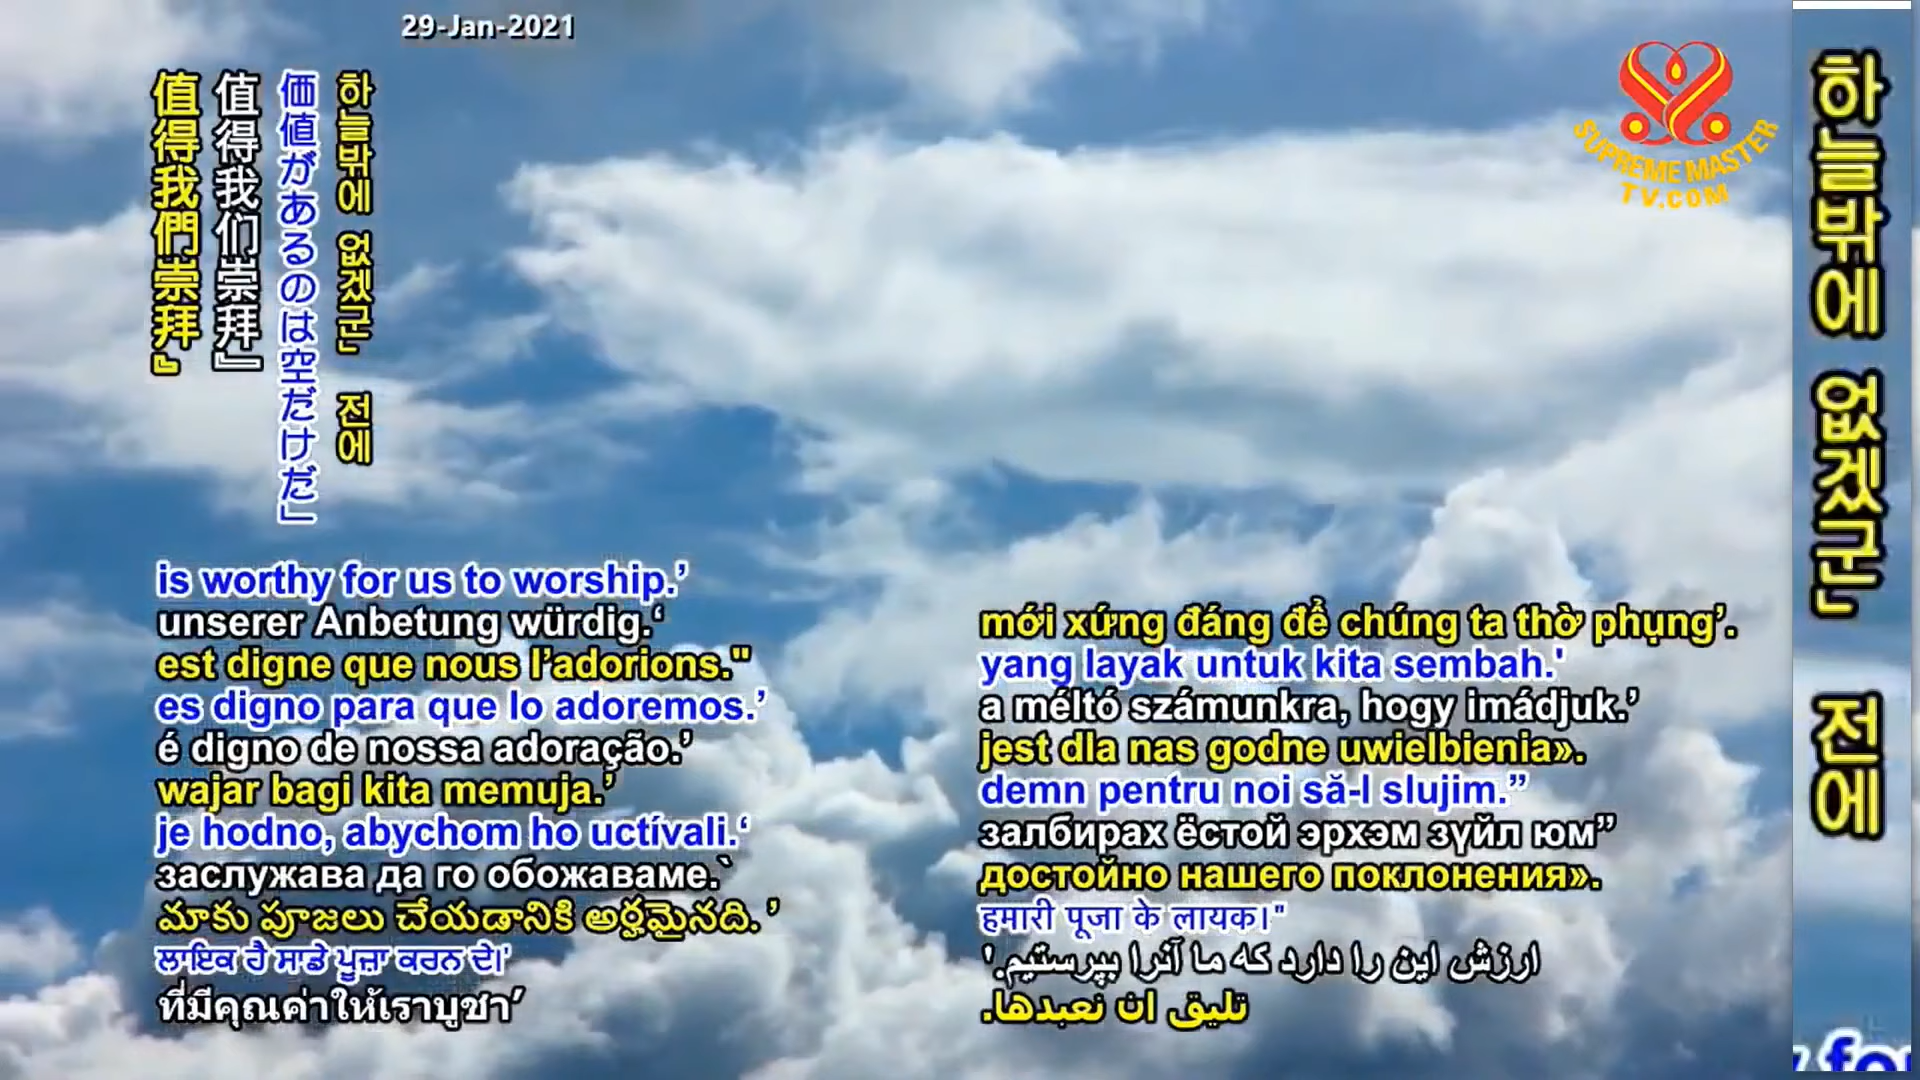 29-Jan-2021
SUPREME MASTER
TV.COM
하늘밖에 없겠군」 전에
価値があるのは空だけだ」
值得我们崇拜』
值得我們崇拜』
is worthy for us to worship.’
unserer Anbetung würdig.‘
est digne que nous l’adorions."
es digno para que lo adoremos.’
é digno de nossa adoração.’
wajar bagi kita memuja.’
je hodno, abychom ho uctívali.‘
заслужава да го обожаваме.`
మాకు పూజలు చేయడానికి అర్హమైనది. ’
ਲਾਇਕ ਹੈ ਸਾਡੇ ਪੂਜਾ ਕਰਨ ਦੇ।'
ที่มีคุณค่าให้เราบูชา’
mới xứng đáng để chúng ta thờ phụng’.
yang layak untuk kita sembah.'
a méltó számunkra, hogy imádjuk.’
jest dla nas godne uwielbienia».
demn pentru noi să-l slujim.”
залбирах ёстой эрхэм зүйл юм”
достойно нашего поклонения».
हमारी पूजा के लायक।"
ارزش این را دارد که ما آنرا بپرستیم.'
تليق ان نعبدها.
하늘밖에 없겠군」 전에